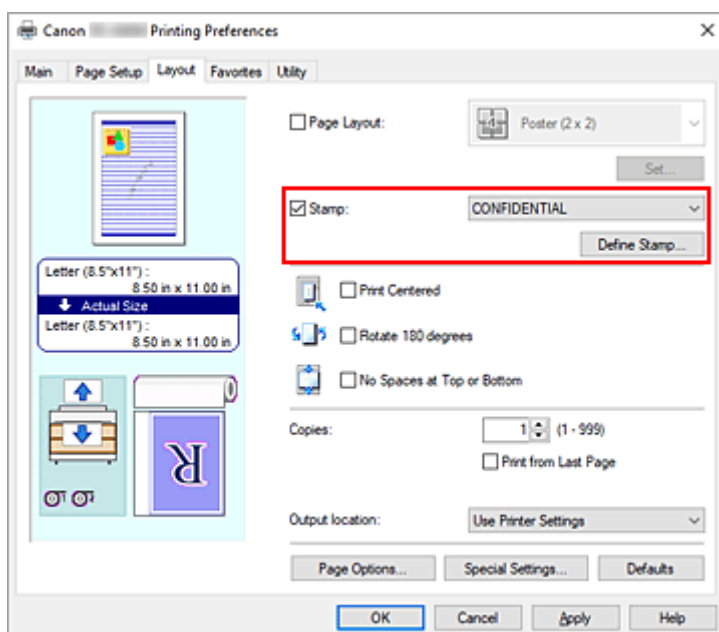 Canon Printing Preferences
Main Page Setup Layout Favorites Utility
Page Layout: Poster (2 x 2)
Set...
Stamp: CONFIDENTIAL
Define Stamp...
Letter (8.5"x11") :
8.50 in x 11.00 in
Actual Size
Letter (8.5"x11") :
8.50 in x 11.00 in
Print Centered
Rotate 180 degrees
No Spaces at Top or Bottom
Copies: 1 (1 - 999)
Print from Last Page
Output location: Use Printer Settings
Page Options... Special Settings... Defaults
OK Cancel Apply Help
R